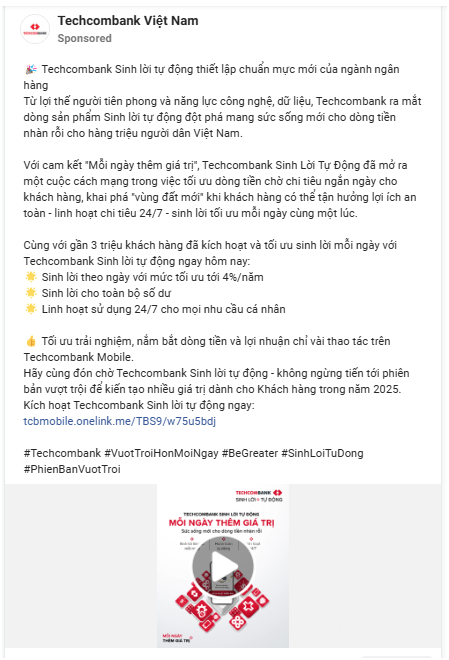 Techcombank Việt Nam
Sponsored
🎉 Techcombank Sinh lời tự động thiết lập chuẩn mực mới của ngành ngân
hàng
Từ lợi thế người tiên phong và năng lực công nghệ, dữ liệu, Techcombank ra mắt
dòng sản phẩm Sinh lời tự động đột phá mang sức sống mới cho dòng tiền
nhàn rỗi cho hàng triệu người dân Việt Nam.
Với cam kết "Mỗi ngày thêm giá trị", Techcombank Sinh Lời Tự Động đã mở ra
một cuộc cách mạng trong việc tối ưu dòng tiền chờ chi tiêu ngắn ngày cho
khách hàng, khai phá "vùng đất mới" khi khách hàng có thể tận hưởng lợi ích an
toàn - linh hoạt chi tiêu 24/7 - sinh lời tối ưu mỗi ngày cùng một lúc.
Cùng với gần 3 triệu khách hàng đã kích hoạt và tối ưu sinh lời mỗi ngày với
Techcombank Sinh lời tự động ngay hôm nay:
🌟 Sinh lời theo ngày với mức tối ưu tới 4%/năm
🌟 Sinh lời cho toàn bộ số dư
🌟 Linh hoạt sử dụng 24/7 cho mọi nhu cầu cá nhân
👍 Tối ưu trải nghiệm, nắm bắt dòng tiền và lợi nhuận chỉ vài thao tác trên
Techcombank Mobile.
Hãy cùng đón chờ Techcombank Sinh lời tự động - không ngừng tiến tới phiên
bản vượt trội để kiến tạo nhiều giá trị dành cho Khách hàng trong năm 2025.
Kích hoạt Techcombank Sinh lời tự động ngay:
tcbmobile.onelink.me/TBS9/w75u5bdj
#Techcombank #VuotTroiHonMoiNgay #BeGreater #SinhLoiTuDong
#PhienBanVuotTroi
TECHCOMBANK
SINH LỜI TỰ ĐỘNG
TECHCOMBANK SINH LỜI TỰ ĐỘNG
MỖI NGÀY THÊM GIÁ TRỊ
Sức sống mới cho dòng tiền nhàn rỗi
MỖI NGÀY
THÊM GIÁ TRỊ